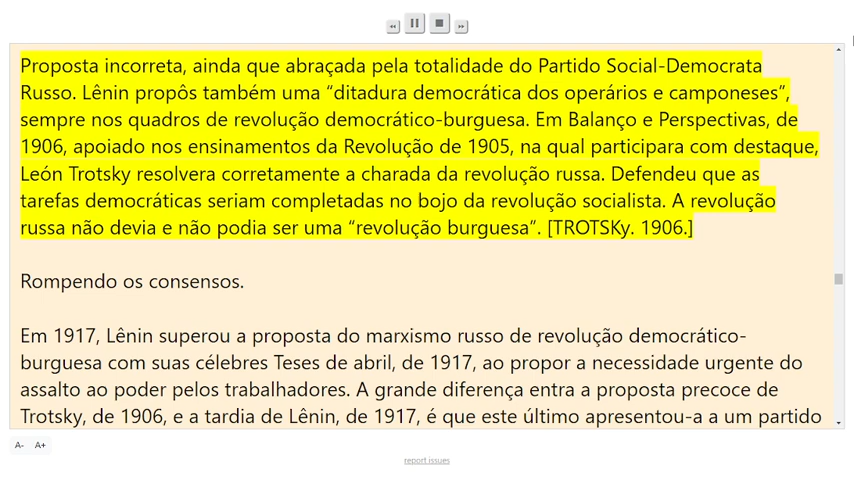 Proposta incorreta, ainda que abraçada pela totalidade do Partido Social-Democrata
Russo. Lênin propôs também uma “ditadura democrática dos operários e camponeses”,
sempre nos quadros de revolução democrático-burguesa. Em Balanço e Perspectivas, de
1906, apoiado nos ensinamentos da Revolução de 1905, na qual participara com destaque,
León Trotsky resolvera corretamente a charada da revolução russa. Defendeu que as
tarefas democráticas seriam completadas no bojo da revolução socialista. A revolução
russa não devia e não podia ser uma “revolução burguesa”. [TROTSKy. 1906.]
Rompendo os consensos.
Em 1917, Lênin superou a proposta do marxismo russo de revolução democrático-
burguesa com suas célebres Teses de abril, de 1917, ao propor a necessidade urgente do
assalto ao poder pelos trabalhadores. A grande diferença entra a proposta precoce de
Trotsky, de 1906, e a tardia de Lênin, de 1917, é que este último apresentou-a a um partido
A- A+
report issues